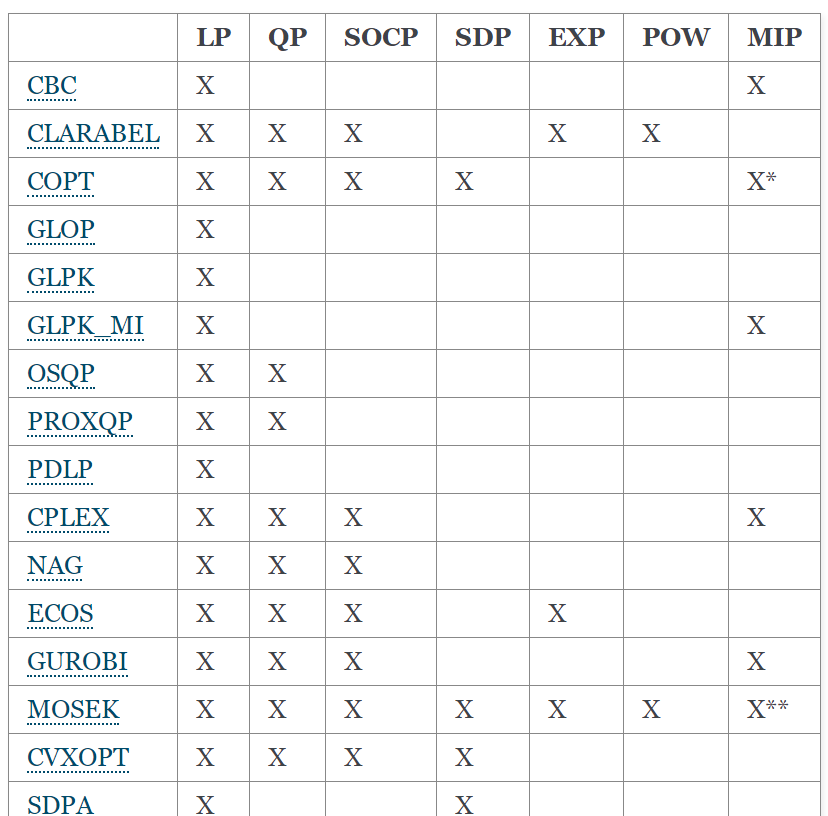 LP QP SOCP SDP EXP POW MIP
CBC X X
CLARABEL X X X X X
COPT X X X X X*
GLOP X
GLPK X
GLPK_MI X X
OSQP X X
PROXQP X X
PDLP X
CPLEX X X X X
NAG X X X
ECOS X X X X
GUROBI X X X X
MOSEK X X X X X X X**
CVXOPT X X X X
SDPA X X